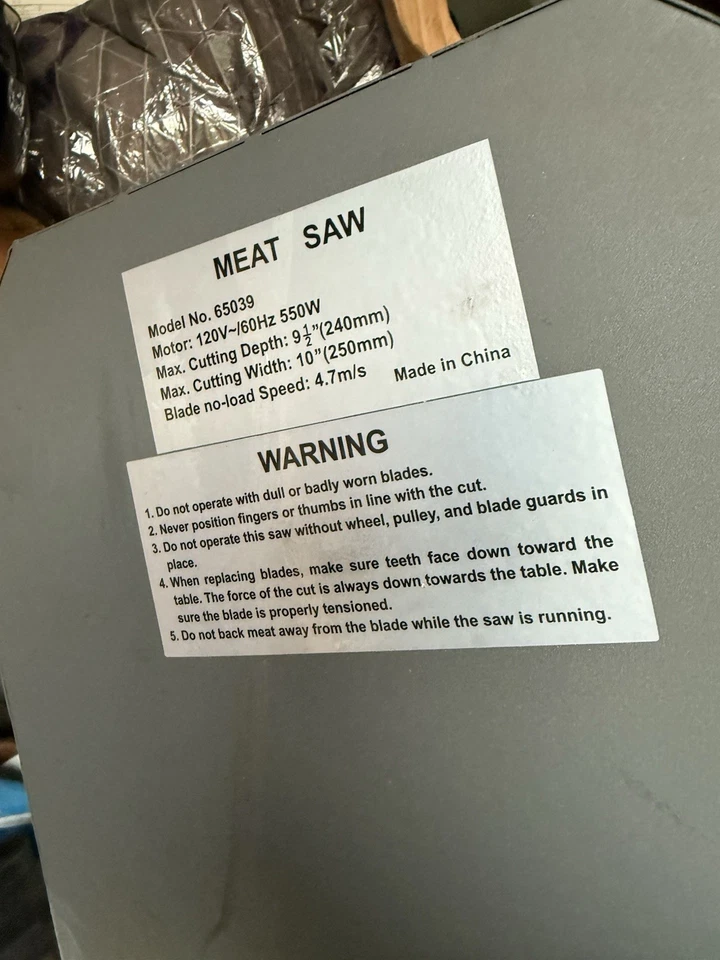 MEAT SAW
Model No. 65039
Motor: 120V~/60Hz 550W
Max. Cutting Depth: 9½”(240mm)
Max. Cutting Width: 10”(250mm)
Blade no-load Speed: 4.7m/s Made in China
WARNING
1. Do not operate with dull or badly worn blades.
2. Never position fingers or thumbs in line with the cut.
3. Do not operate this saw without wheel, pulley, and blade guards in
place.
4. When replacing blades, make sure teeth face down toward the
table. The force of the cut is always down towards the table. Make
sure the blade is properly tensioned.
5. Do not back meat away from the blade while the saw is running.